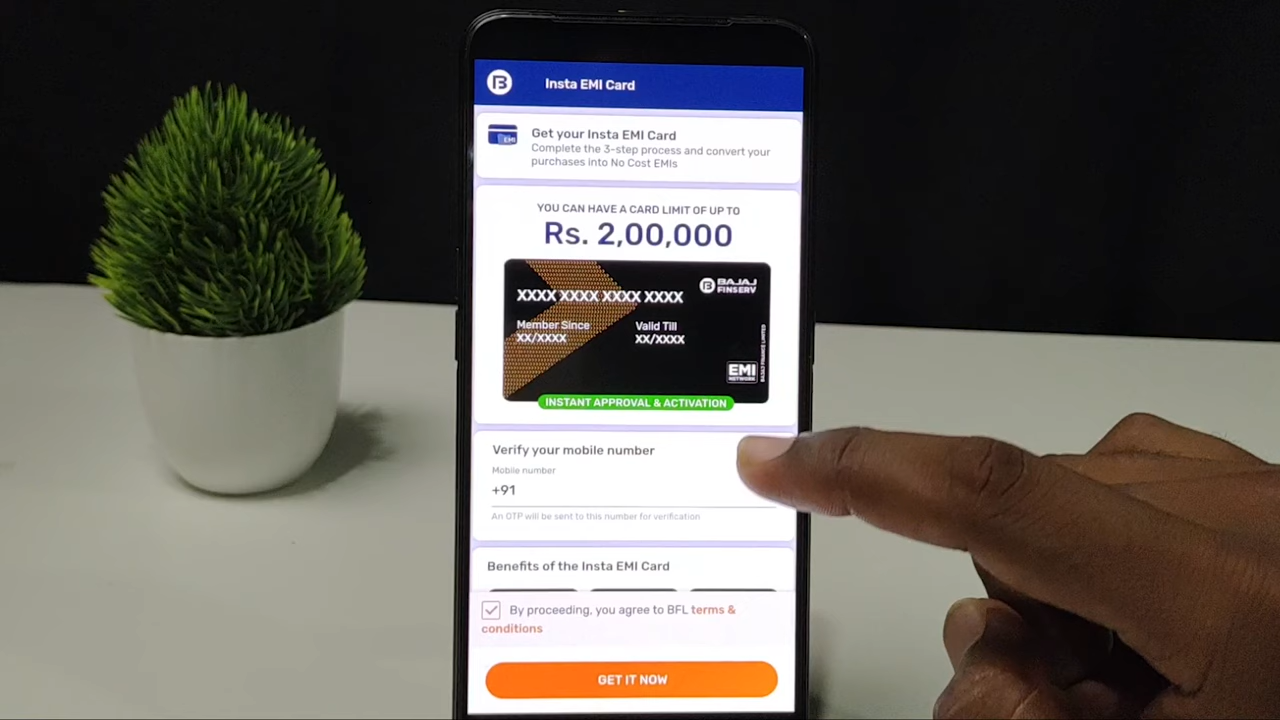 Insta EMI Card
Get your Insta EMI Card
Complete the 3-step process and convert your
purchases into No Cost EMIs
YOU CAN HAVE A CARD LIMIT OF UP TO
Rs. 2,00,000
BAJAJ
FINSERV
XXXX XXXX XXXX XXXX
Member Since
XX/XXXX
Valid Till
XX/XXXX
BAJAJ FINANCE LIMITED
EMI
NETWORK
INSTANT APPROVAL & ACTIVATION
Verify your mobile number
Mobile number
+91
An OTP will be sent to this number for verification
Benefits of the Insta EMI Card
By proceeding, you agree to BFL terms &
conditions
GET IT NOW